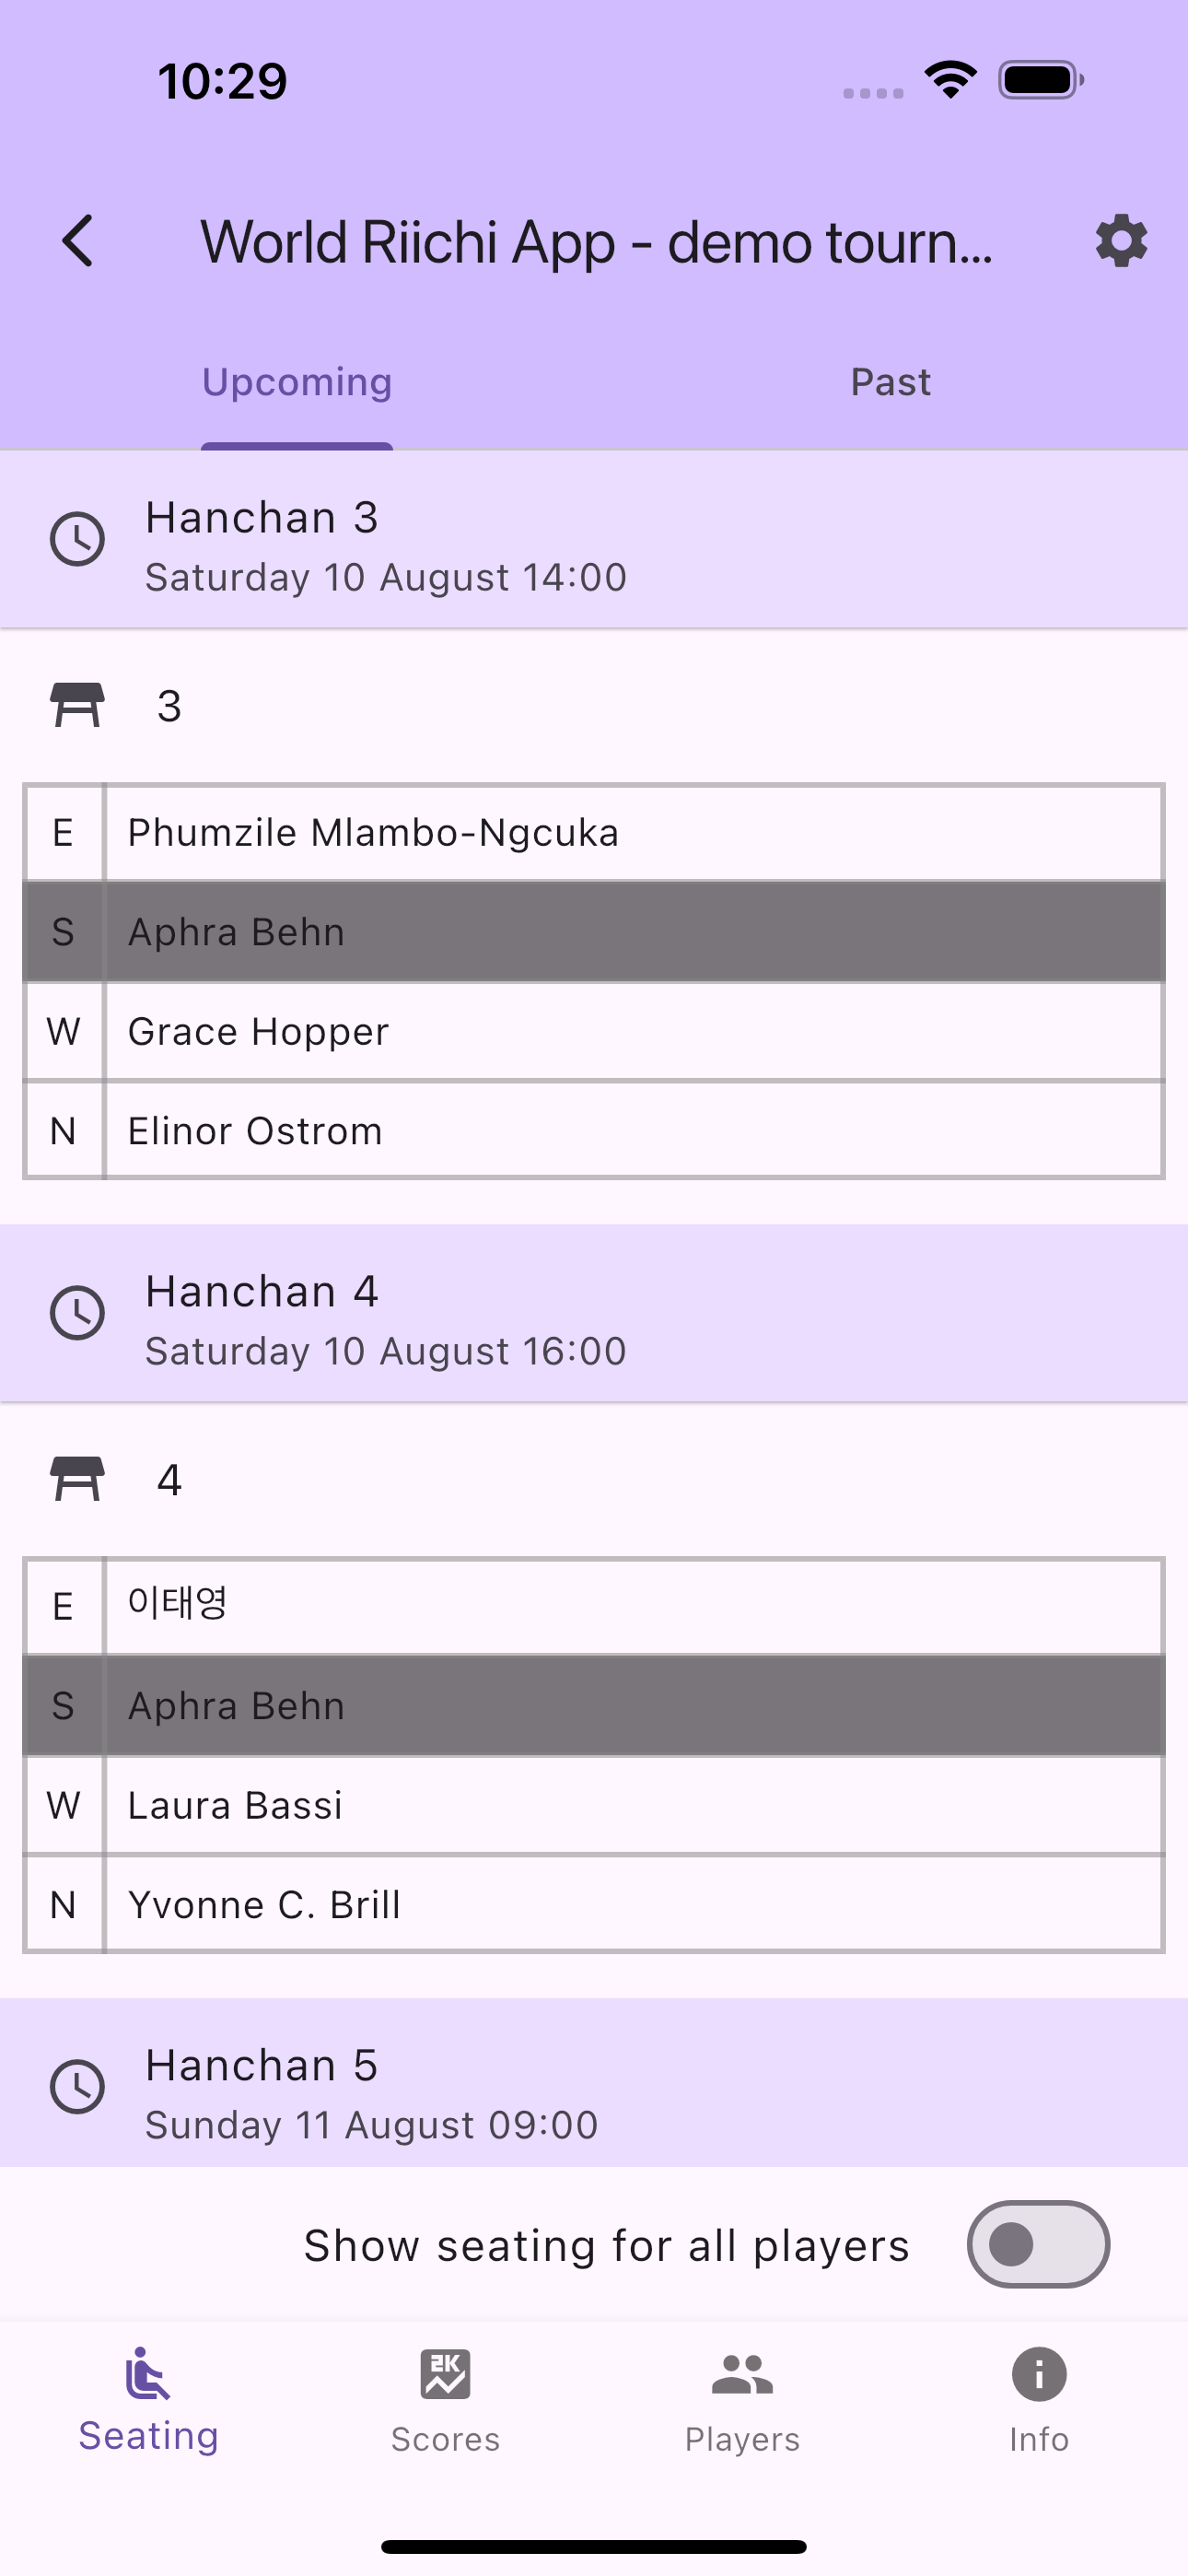 10:29
World Riichi App - demo tourn...
Upcoming Past
Hanchan 3
Saturday 10 August 14:00
3
E Phumzile Mlambo-Ngcuka
S Aphra Behn
W Grace Hopper
N Elinor Ostrom
Hanchan 4
Saturday 10 August 16:00
4
E 이태영
S Aphra Behn
W Laura Bassi
N Yvonne C. Brill
Hanchan 5
Sunday 11 August 09:00
Show seating for all players
2K
Seating Scores Players Info